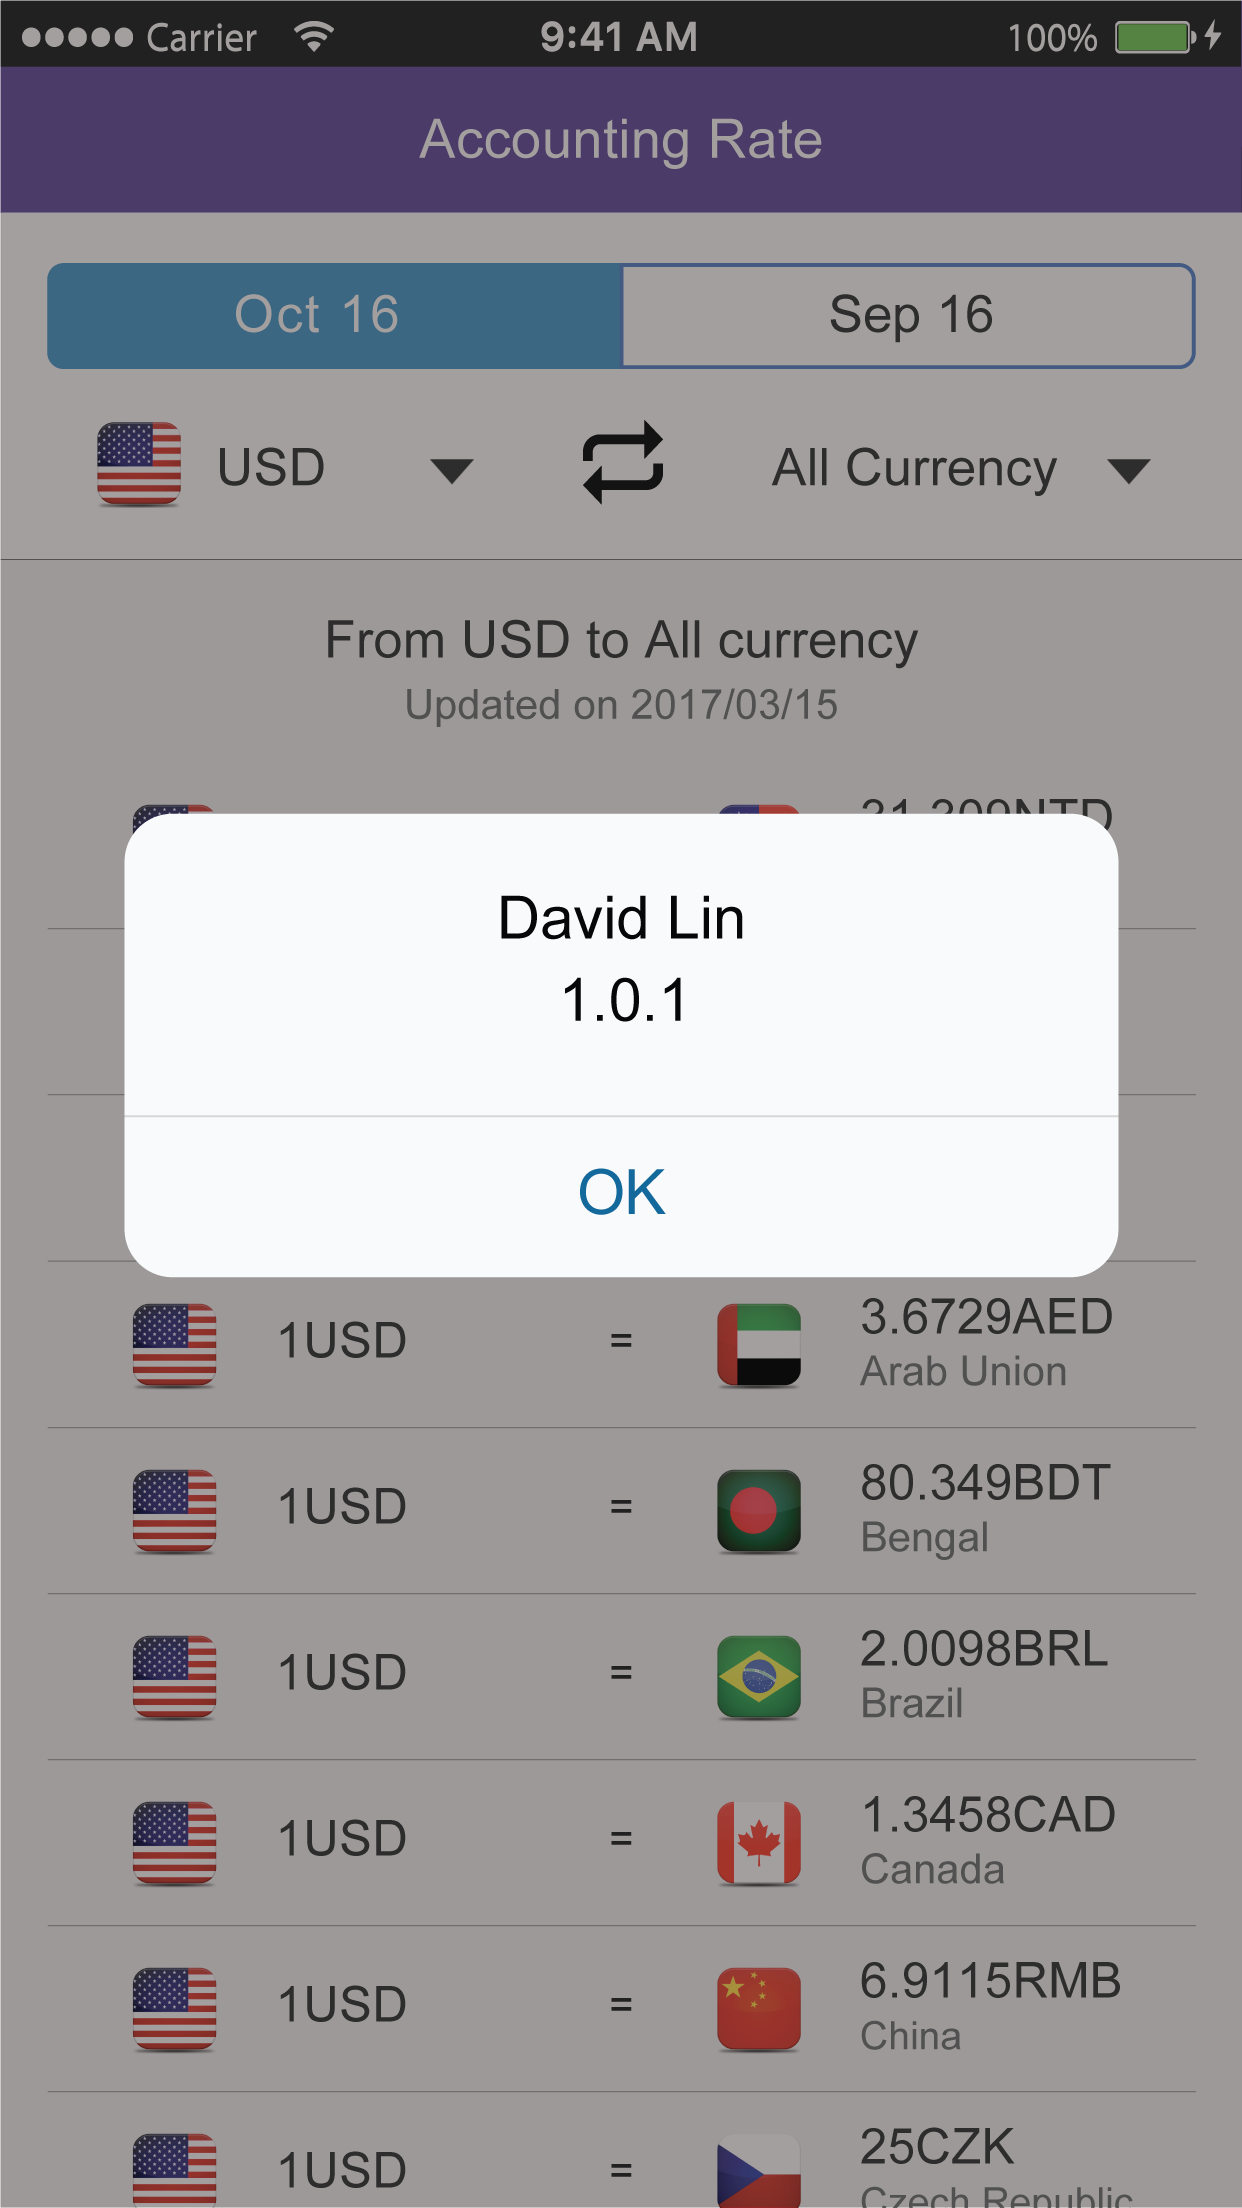 Carrier 9:41 AM 100%
Accounting Rate
Oct 16 Sep 16
USD All Currency
From USD to All currency
Updated on 2017/03/15
David Lin
1.0.1
OK
1USD = 3.6729AED
Arab Union
1USD = 80.349BDT
Bengal
1USD = 2.0098BRL
Brazil
1USD = 1.3458CAD
Canada
1USD = 6.9115RMB
China
1USD = 25CZK
Czech Republic